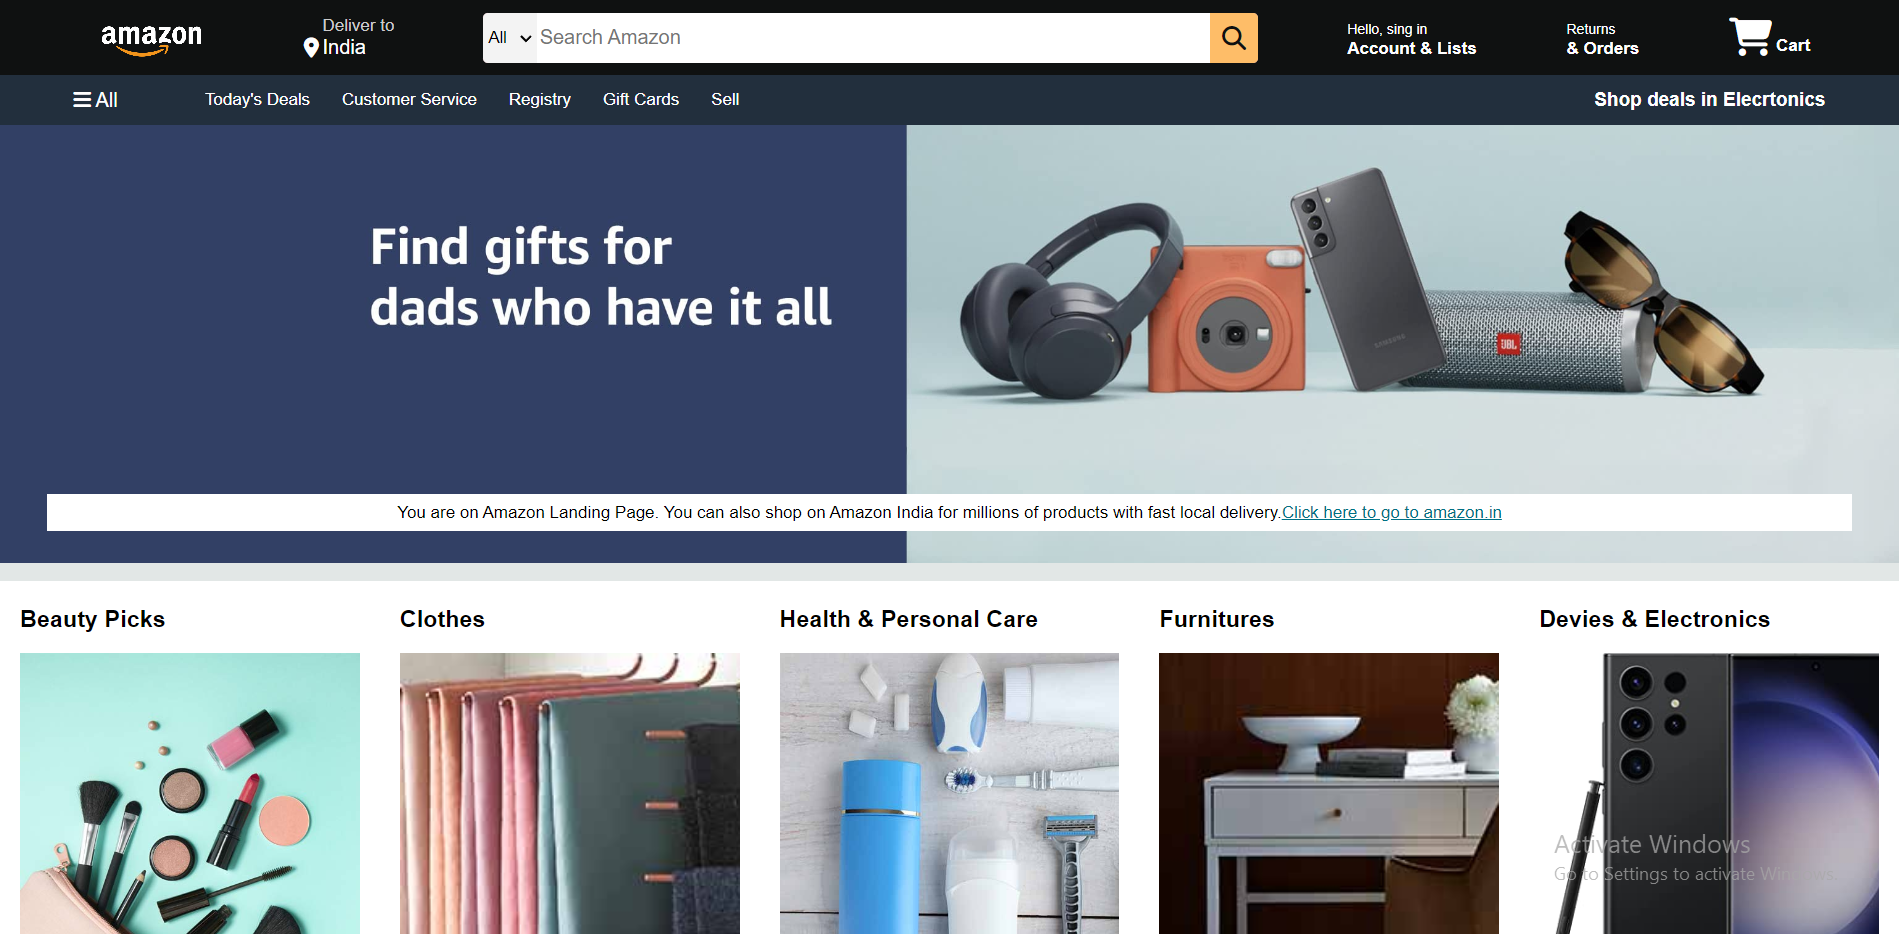 amazon
Deliver to
India
All
Search Amazon
Hello, sing in
Account & Lists
Returns
& Orders
Cart
All
Today's Deals
Customer Service
Registry
Gift Cards
Sell
Shop deals in Elecrtonics
Find gifts for
dads who have it all
SAMSUNG
JBL
You are on Amazon Landing Page. You can also shop on Amazon India for millions of products with fast local delivery.Click here to go to amazon.in
Beauty Picks
Clothes
Health & Personal Care
Furnitures
Devies & Electronics
Activate Windows
Go to Settings to activate Windows.